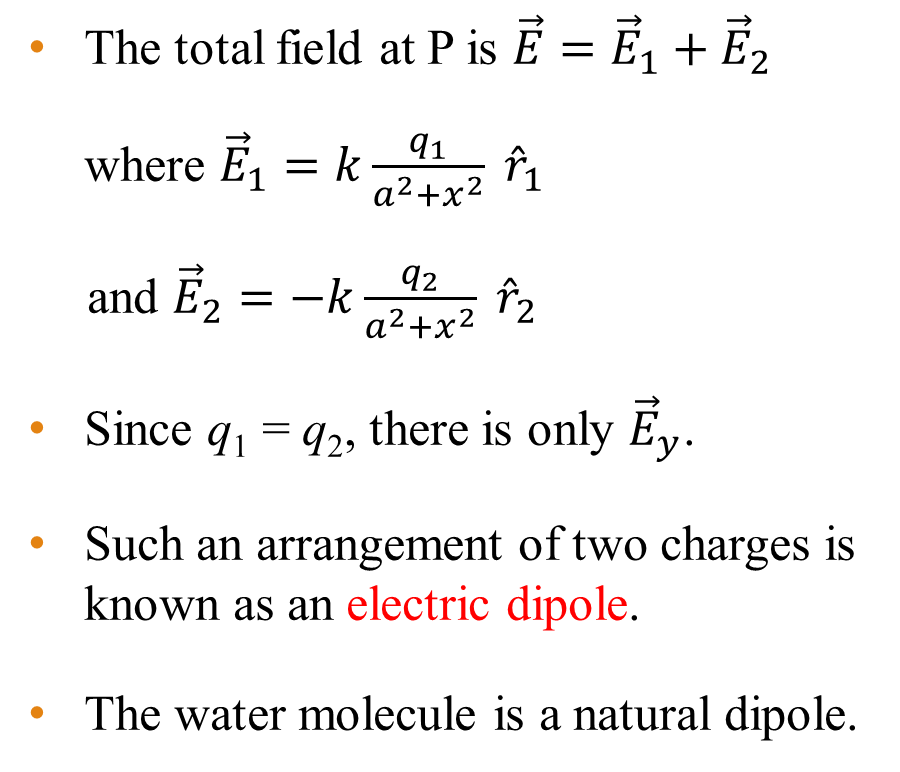 • The total field at P is $\vec{E} = \vec{E}_1 + \vec{E}_2$
where $\vec{E}_1 = k \frac{q_1}{a^2+x^2} \hat{r}_1$
and $\vec{E}_2 = -k \frac{q_2}{a^2+x^2} \hat{r}_2$
• Since $q_1 = q_2$, there is only $\vec{E}_y$.
• Such an arrangement of two charges is
known as an electric dipole.
• The water molecule is a natural dipole.